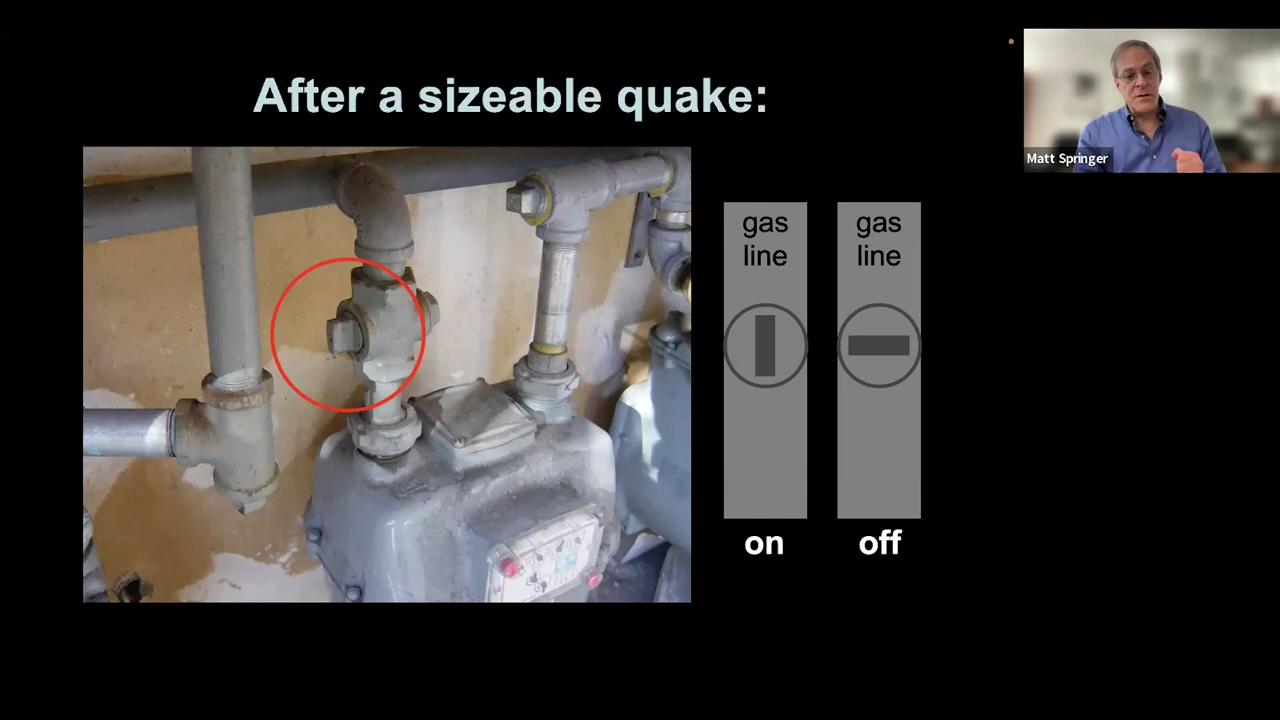 After a sizeable quake:
Matt Springer
gas
line
gas
line
on
off